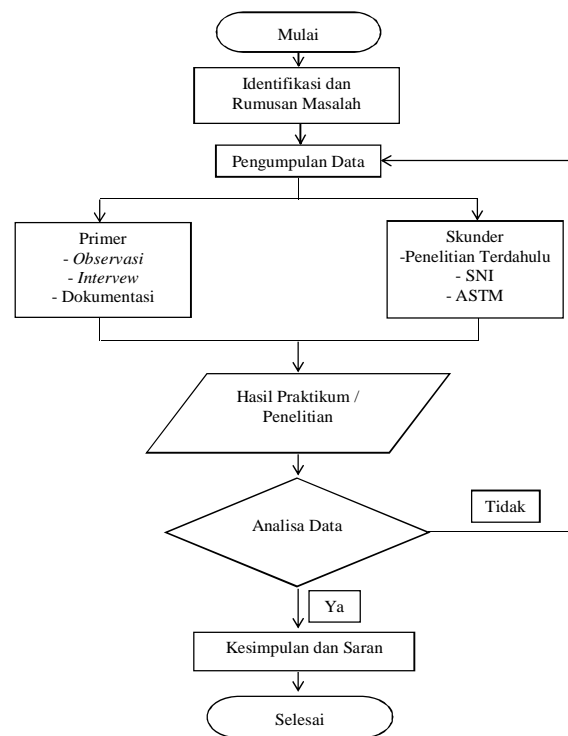 Mulai
Identifikasi dan
Rumusan Masalah
Pengumpulan Data
Primer
- Observasi
- Intervew
- Dokumentasi
Skunder
-Penelitian Terdahulu
- SNI
- ASTM
Hasil Praktikum /
Penelitian
Analisa Data
Tidak
Ya
Kesimpulan dan Saran
Selesai